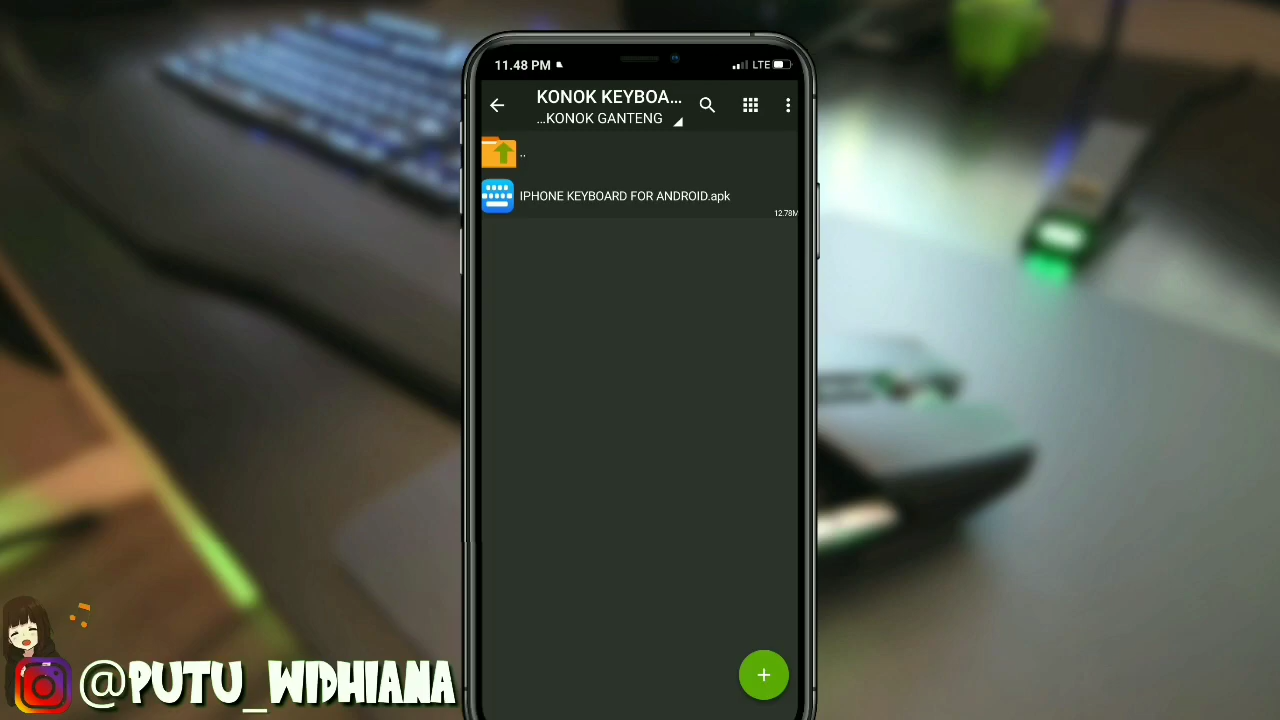 11.48 PM
LTE
KONOK KEYBOA...
...KONOK GANTENG
..
IPHONE KEYBOARD FOR ANDROID.apk
12.78M
@PUTU_WIDHIANA